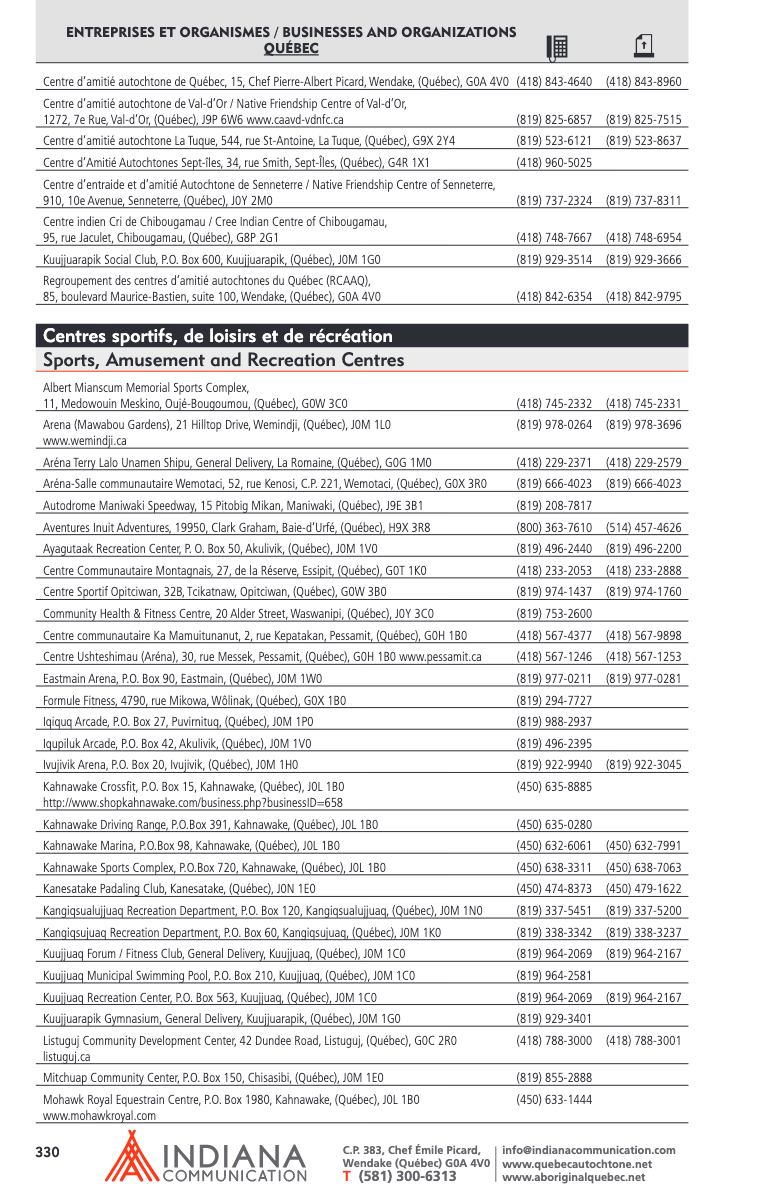 ENTREPRISES ET ORGANISMES / BUSINESSES AND ORGANIZATIONS
QUÉBEC
Centre d'amitié autochtone de Québec, 15, Chef Pierre-Albert Picard, Wendake, (Québec), G0A 4V0 (418) 843-4640 (418) 843-8960
Centre d'amitié autochtone de Val-d'Or / Native Friendship Centre of Val-d'Or,
1272, 7e Rue, Val-d'Or, (Québec), J9P 6W6 www.caavd-vdnfc.ca (819) 825-6857 (819) 825-7515
Centre d'amitié autochtone La Tuque, 544, rue St-Antoine, La Tuque, (Québec), G9X 2Y4 (819) 523-6121 (819) 523-8637
Centre d'Amitié Autochtones Sept-îles, 34, rue Smith, Sept-Îles, (Québec), G4R 1X1 (418) 960-5025
Centre d'entraide et d'amitié Autochtone de Senneterre / Native Friendship Centre of Senneterre,
910, 10e Avenue, Senneterre, (Québec), J0Y 2M0 (819) 737-2324 (819) 737-8311
Centre indien Cri de Chibougamau / Cree Indian Centre of Chibougamau,
95, rue Jaculet, Chibougamau, (Québec), G8P 2G1 (418) 748-7667 (418) 748-6954
Kuujjuarapik Social Club, P.O. Box 600, Kuujjuarapik, (Québec), J0M 1G0 (819) 929-3514 (819) 929-3666
Regroupement des centres d'amitié autochtones du Québec (RCAAQ),
85, boulevard Maurice-Bastien, suite 100, Wendake, (Québec), G0A 4V0 (418) 842-6354 (418) 842-9795
Centres sportifs, de loisirs et de récréation
Sports, Amusement and Recreation Centres
Albert Mianscum Memorial Sports Complex,
11, Medowouin Meskino, Oujé-Bougoumou, (Québec), G0W 3C0 (418) 745-2332 (418) 745-2331
Arena (Mawabou Gardens), 21 Hilltop Drive, Wemindji, (Québec), J0M 1L0 (819) 978-0264 (819) 978-3696
www.wemindji.ca
Aréna Terry Lalo Unamen Shipu, General Delivery, La Romaine, (Québec), G0G 1M0 (418) 229-2371 (418) 229-2579
Aréna-Salle communautaire Wemotaci, 52, rue Kenosi, C.P. 221, Wemotaci, (Québec), G0X 3R0 (819) 666-4023 (819) 666-4023
Autodrome Maniwaki Speedway, 15 Pitobig Mikan, Maniwaki, (Québec), J9E 3B1 (819) 208-7817
Aventures Inuit Adventures, 19950, Clark Graham, Baie-d'Urfé, (Québec), H9X 3R8 (800) 363-7610 (514) 457-4626
Ayagutaak Recreation Center, P. O. Box 50, Akulivik, (Québec), J0M 1V0 (819) 496-2440 (819) 496-2200
Centre Communautaire Montagnais, 27, de la Réserve, Essipit, (Québec), G0T 1K0 (418) 233-2053 (418) 233-2888
Centre Sportif Opitciwan, 32B, Tcikatnaw, Opitciwan, (Québec), G0W 3B0 (819) 974-1437 (819) 974-1760
Community Health & Fitness Centre, 20 Alder Street, Waswanipi, (Québec), J0Y 3C0 (819) 753-2600
Centre communautaire Ka Mamuitunanut, 2, rue Kepatakan, Pessamit, (Québec), G0H 1B0 (418) 567-4377 (418) 567-9898
Centre Ushteshimau (Aréna), 30, rue Messek, Pessamit, (Québec), G0H 1B0 www.pessamit.ca (418) 567-1246 (418) 567-1253
Eastmain Arena, P.O. Box 90, Eastmain, (Québec), J0M 1W0 (819) 977-0211 (819) 977-0281
Formule Fitness, 4790, rue Mikowa, Wôlinak, (Québec), G0X 1B0 (819) 294-7727
Iqiquq Arcade, P.O. Box 27, Puvirnituq, (Québec), J0M 1P0 (819) 988-2937
Iqupiluk Arcade, P.O. Box 42, Akulivik, (Québec), J0M 1V0 (819) 496-2395
Ivujivik Arena, P.O. Box 20, Ivujivik, (Québec), J0M 1H0 (819) 922-9940 (819) 922-3045
Kahnawake Crossfit, P.O. Box 15, Kahnawake, (Québec), J0L 1B0 (450) 635-8885
http://www.shopkahnawake.com/business.php?businessID=658
Kahnawake Driving Range, P.O.Box 391, Kahnawake, (Québec), J0L 1B0 (450) 635-0280
Kahnawake Marina, P.O.Box 98, Kahnawake, (Québec), J0L 1B0 (450) 632-6061 (450) 632-7991
Kahnawake Sports Complex, P.O.Box 720, Kahnawake, (Québec), J0L 1B0 (450) 638-3311 (450) 638-7063
Kanesatake Padaling Club, Kanesatake, (Québec), J0N 1E0 (450) 474-8373 (450) 479-1622
Kangiqsualujjuaq Recreation Department, P.O. Box 120, Kangiqsualujjuaq, (Québec), J0M 1N0 (819) 337-5451 (819) 337-5200
Kangiqsujuaq Recreation Department, P.O. Box 60, Kangiqsujuaq, (Québec), J0M 1K0 (819) 338-3342 (819) 338-3237
Kuujjuaq Forum / Fitness Club, General Delivery, Kuujjuaq, (Québec), J0M 1C0 (819) 964-2069 (819) 964-2167
Kuujjuaq Municipal Swimming Pool, P.O. Box 210, Kuujjuaq, (Québec), J0M 1C0 (819) 964-2581
Kuujjuaq Recreation Center, P.O. Box 563, Kuujjuaq, (Québec), J0M 1C0 (819) 964-2069 (819) 964-2167
Kuujjuarapik Gymnasium, General Delivery, Kuujjuarapik, (Québec), J0M 1G0 (819) 929-3401
Listuguj Community Development Center, 42 Dundee Road, Listuguj, (Québec), G0C 2R0 (418) 788-3000 (418) 788-3001
listuguj.ca
Mitchuap Community Center, P.O. Box 150, Chisasibi, (Québec), J0M 1E0 (819) 855-2888
Mohawk Royal Equestrain Centre, P.O. Box 1980, Kahnawake, (Québec), J0L 1B0 (450) 633-1444
www.mohawkroyal.com
330
INDIANA
COMMUNICATION
C.P. 383, Chef Émile Picard,
Wendake (Québec) G0A 4V0
T (581) 300-6313
info@indianacommunication.com
www.quebecautochtone.net
www.aboriginalquebec.net